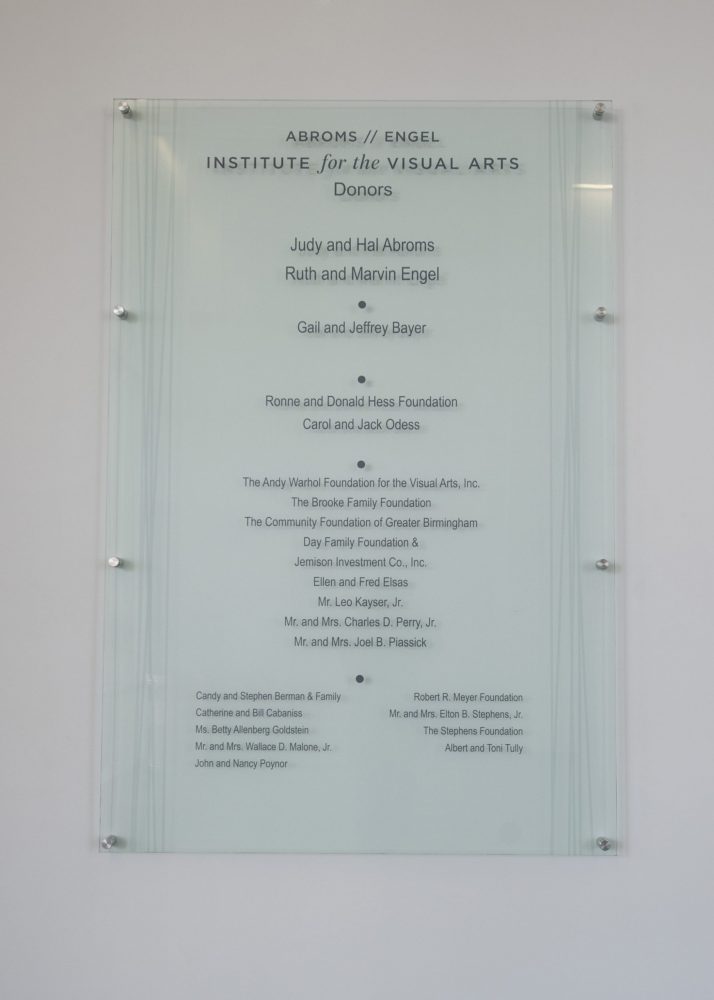 ABROMS // ENGEL
INSTITUTE for the VISUAL ARTS
Donors
Judy and Hal Abroms
Ruth and Marvin Engel
Gail and Jeffrey Bayer
Ronne and Donald Hess Foundation
Carol and Jack Odess
The Andy Warhol Foundation for the Visual Arts, Inc.
The Brooke Family Foundation
The Community Foundation of Greater Birmingham
Day Family Foundation &
Jemison Investment Co., Inc.
Ellen and Fred Elsas
Mr. Leo Kayser, Jr.
Mr. and Mrs. Charles D. Perry, Jr.
Mr. and Mrs. Joel B. Piassick
Candy and Stephen Berman & Family
Catherine and Bill Cabaniss
Ms. Betty Allenberg Goldstein
Mr. and Mrs. Wallace D. Malone, Jr.
John and Nancy Poynor
Robert R. Meyer Foundation
Mr. and Mrs. Elton B. Stephens, Jr.
The Stephens Foundation
Albert and Toni Tully